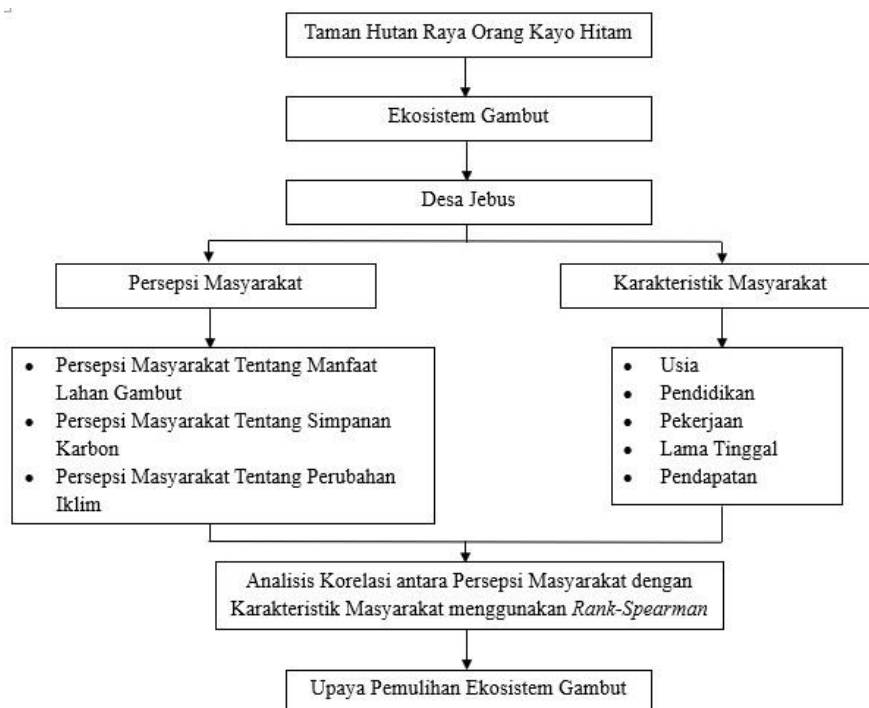 Taman Hutan Raya Orang Kayo Hitam
Ekosistem Gambut
Desa Jebus
Persepsi Masyarakat
Karakteristik Masyarakat
• Persepsi Masyarakat Tentang Manfaat
Lahan Gambut
• Persepsi Masyarakat Tentang Simpanan
Karbon
• Persepsi Masyarakat Tentang Perubahan
Iklim
• Usia
• Pendidikan
• Pekerjaan
• Lama Tinggal
• Pendapatan
Analisis Korelasi antara Persepsi Masyarakat dengan
Karakteristik Masyarakat menggunakan Rank-Spearman
Upaya Pemulihan Ekosistem Gambut